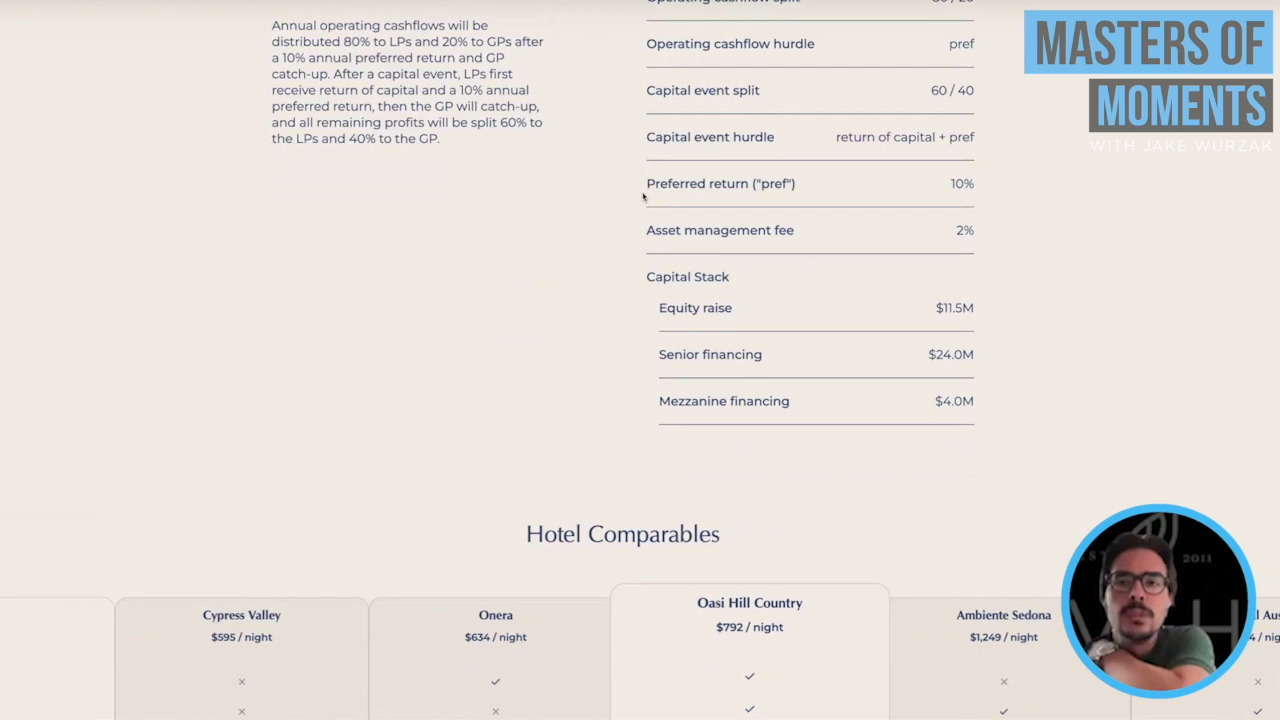 Operating cashflow split 80 / 20
MASTERS OF
MOMENTS
WITH JAKE WURZAK
Annual operating cashflows will be
distributed 80% to LPs and 20% to GPs after
a 10% annual preferred return and GP
catch-up. After a capital event, LPs first
receive return of capital and a 10% annual
preferred return, then the GP will catch-up,
and all remaining profits will be split 60% to
the LPs and 40% to the GP.
Operating cashflow hurdle pref
Capital event split 60 / 40
Capital event hurdle return of capital + pref
Preferred return ("pref") 10%
Asset management fee 2%
Capital Stack
Equity raise $11.5M
Senior financing $24.0M
Mezzanine financing $4.0M
Hotel Comparables
2011
Cypress Valley
$595 / night
Onera
$634 / night
Oasi Hill Country
$792 / night
Ambiente Sedona
$1,249 / night